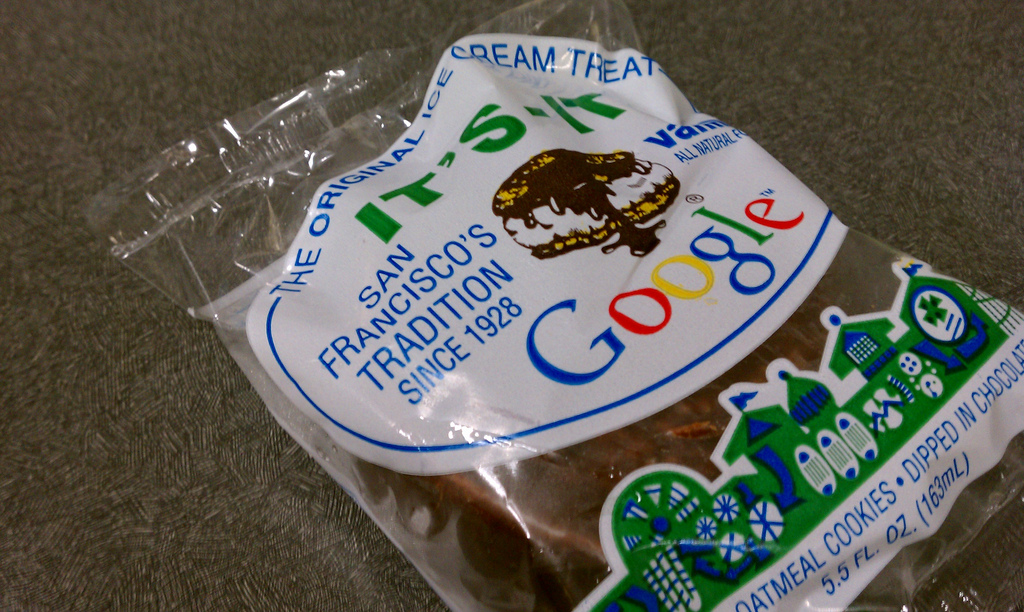 THE ORIGINAL ICE CREAM TREAT
IT'S-IT
ALL NATURAL
SAN
FRANCISCO'S
TRADITION
SINCE 1928
®
Google™
OATMEAL COOKIES • DIPPED IN CHOCOLATE
5.5 FL. OZ. (163mL)